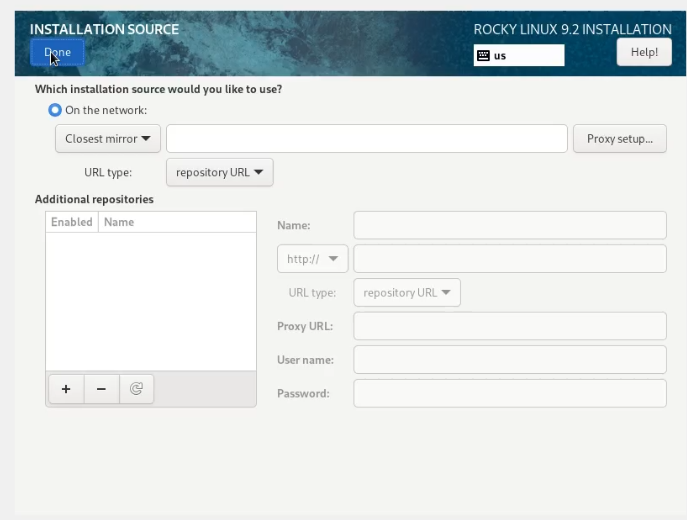 INSTALLATION SOURCE
ROCKY LINUX 9.2 INSTALLATION
Done
us
Help!
Which installation source would you like to use?
On the network:
Closest mirror
Proxy setup...
URL type:
repository URL
Additional repositories
Enabled Name
Name:
http://
URL type:
repository URL
Proxy URL:
User name:
Password: